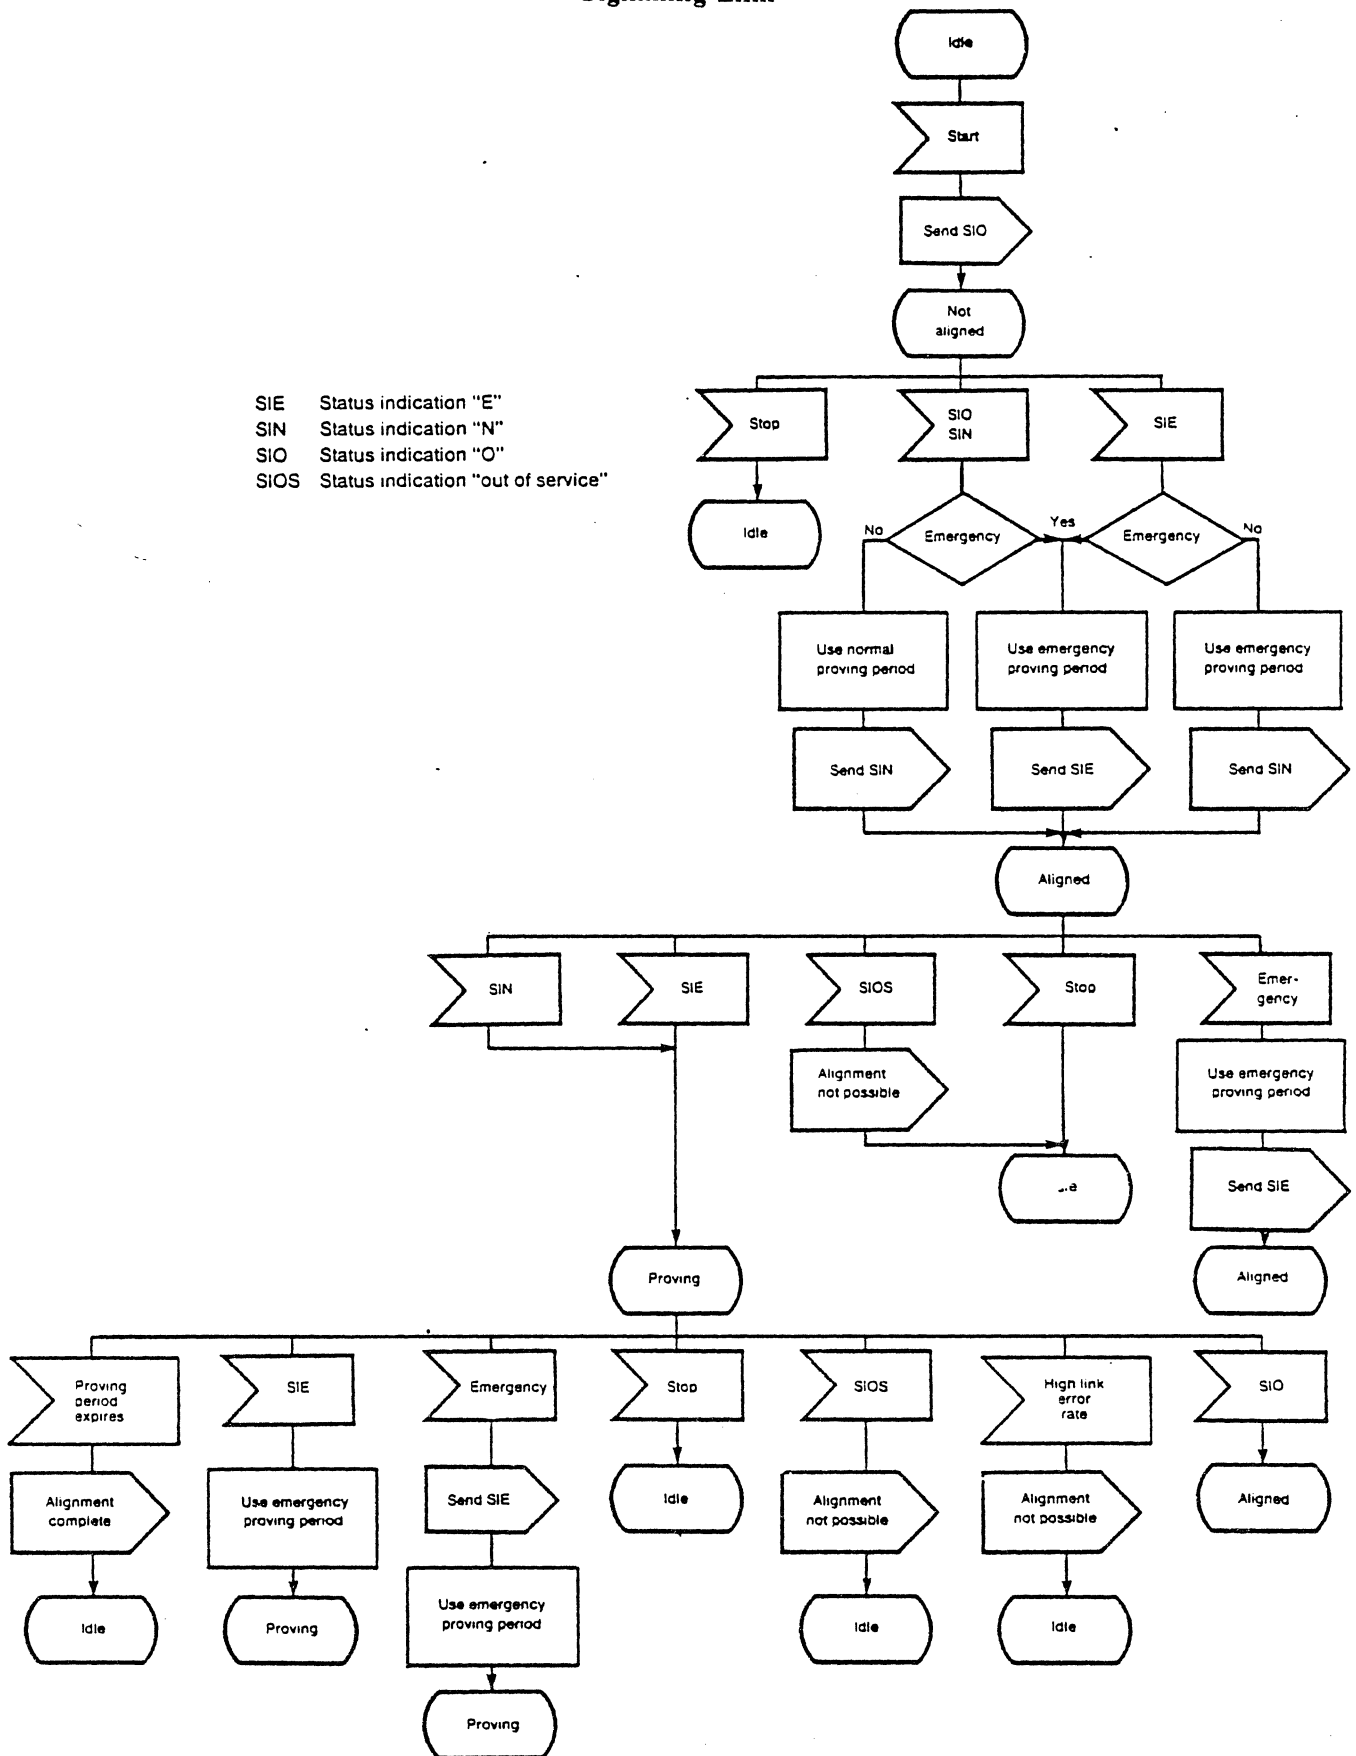 Idle
Start
Send SIO
Not
aligned
SIE Status indication "E"
SIN Status indication "N"
SIO Status indication "O"
SIOS Status indication "out of service"
Stop
SIO
SIN
SIE
Idle
No
Emergency
Yes
Emergency
No
Use normal
proving period
Use emergency
proving period
Use emergency
proving period
Send SIN
Send SIE
Send SIN
Aligned
SIN
SIE
SIOS
Stop
Emer-
gency
Alignment
not possible
Use emergency
proving period
Send SIE
Proving
Aligned
Proving
period
expires
SIE
Emergency
Stop
SIOS
High link
error
rate
SIO
Alignment
complete
Use emergency
proving period
Send SIE
Idle
Alignment
not possible
Alignment
not possible
Aligned
Idle
Proving
Use emergency
proving period
Idle
Idle
Proving